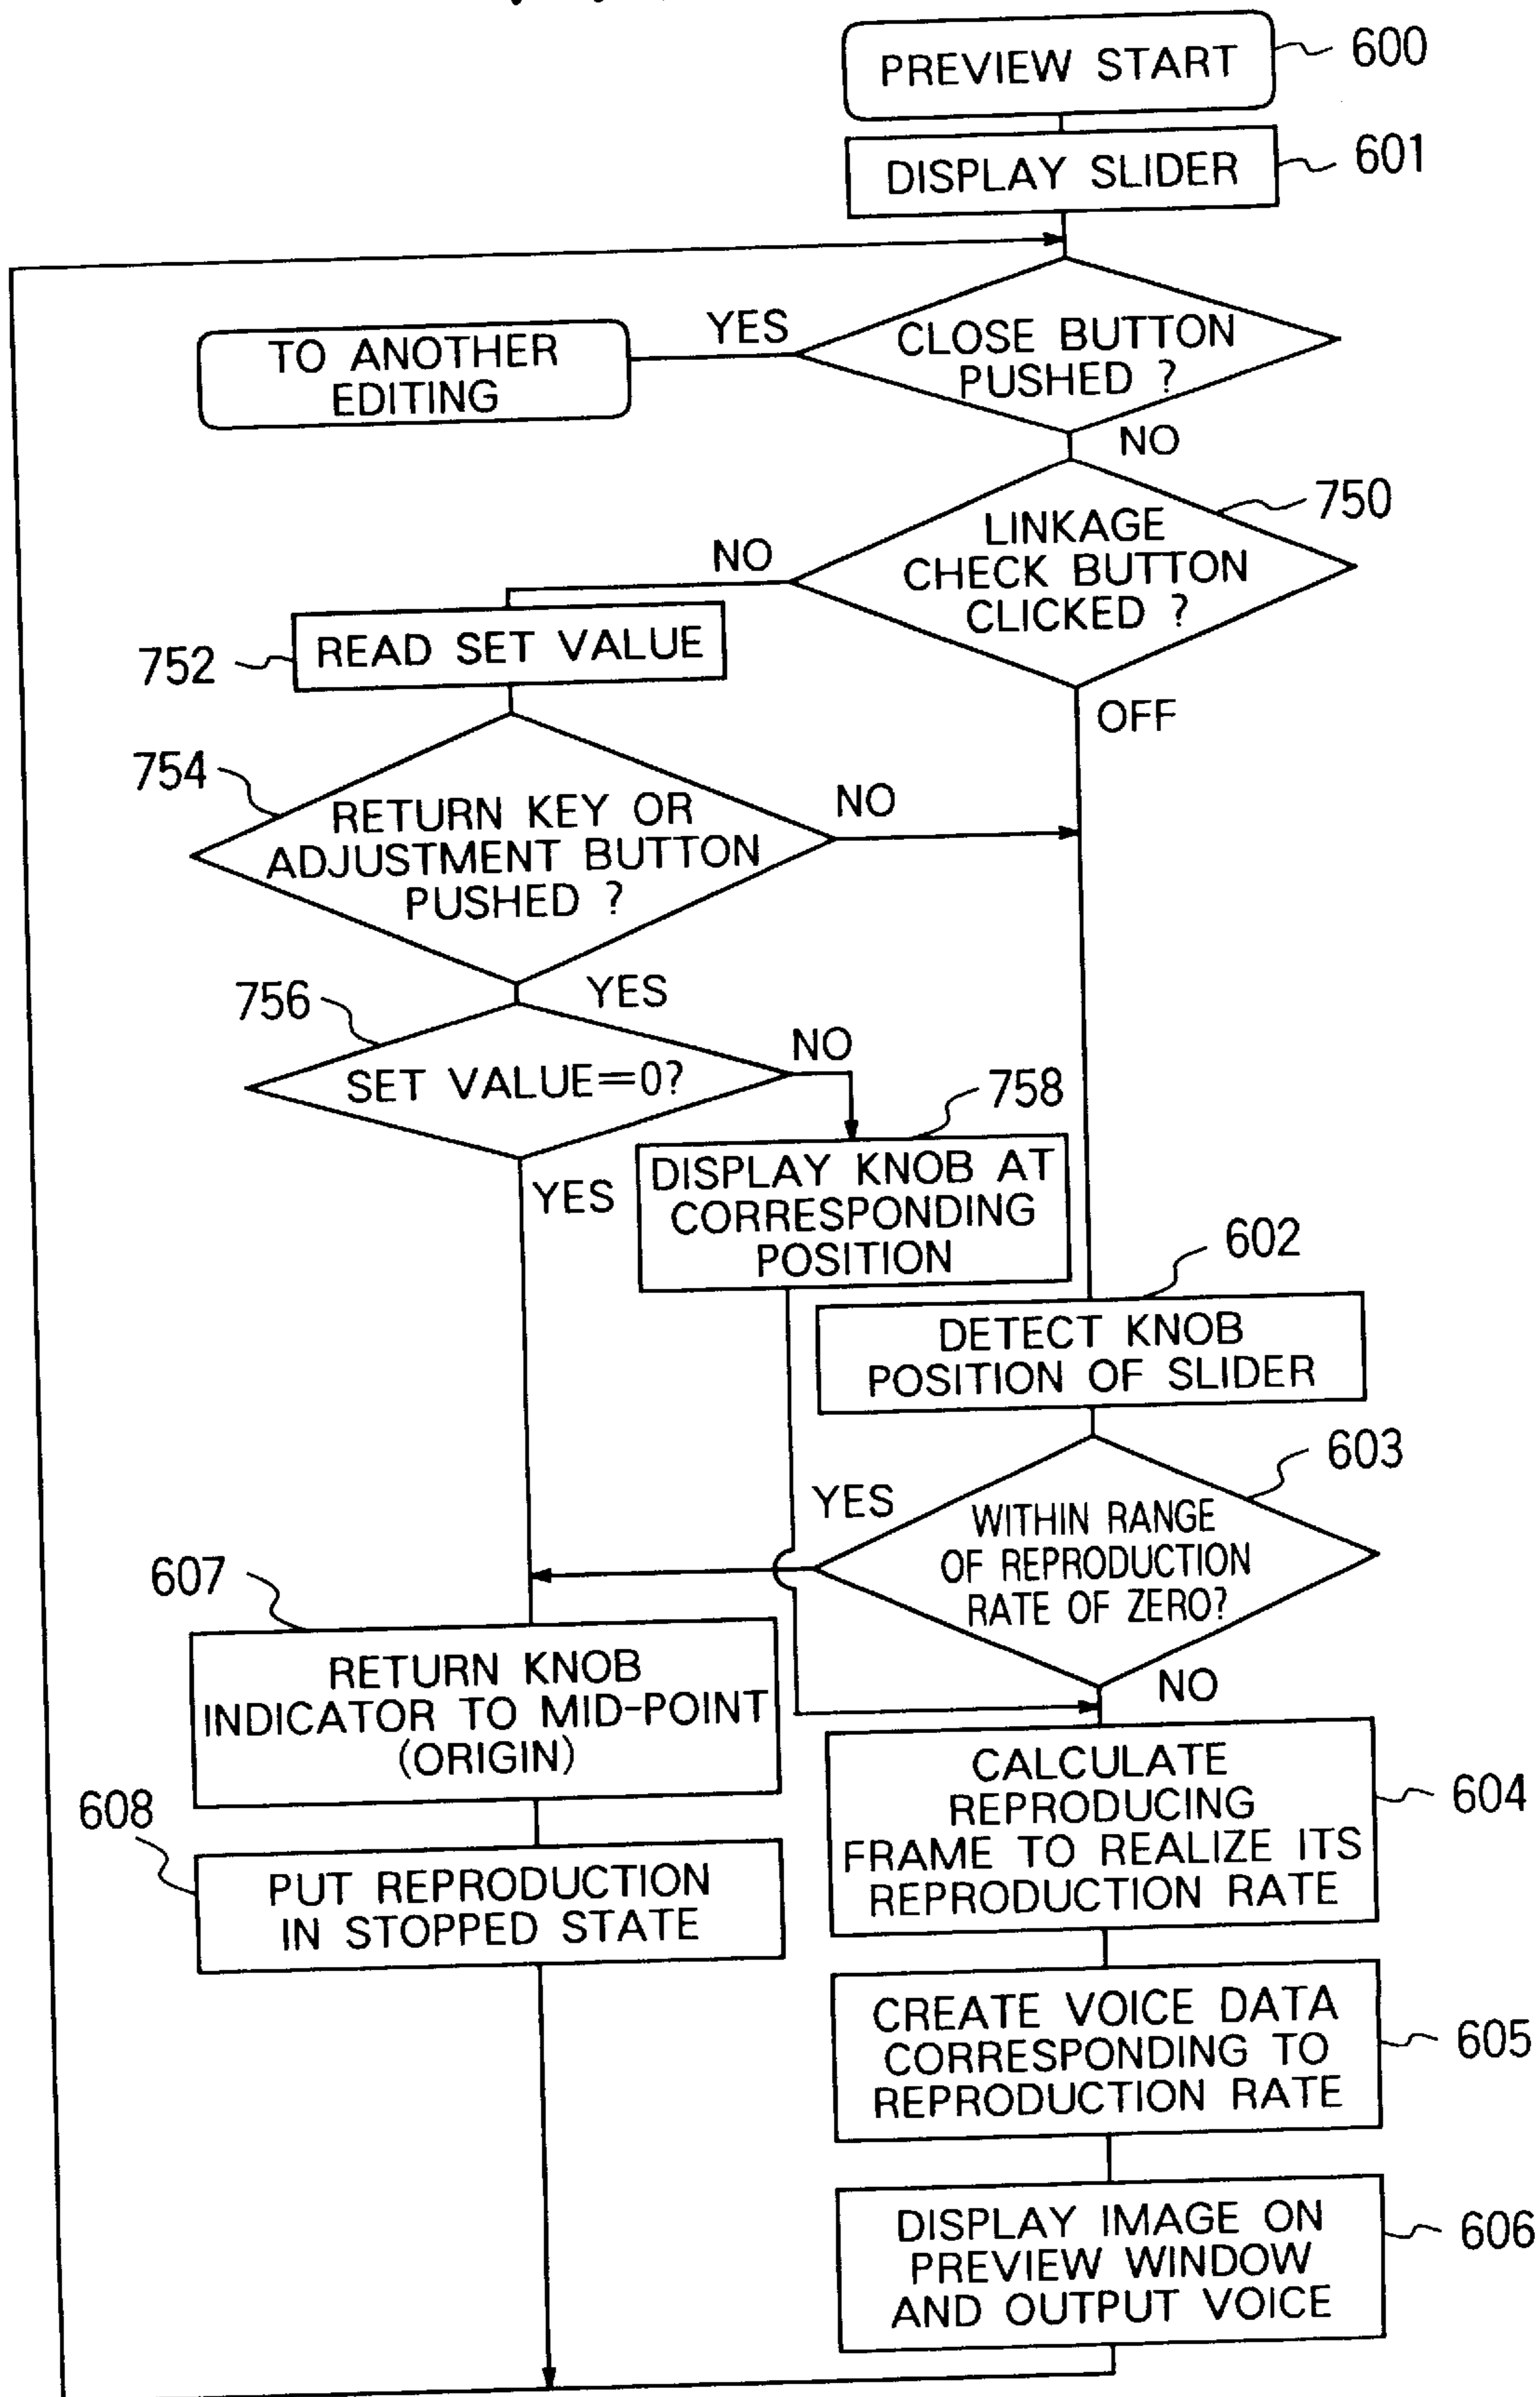 PREVIEW START
600
DISPLAY SLIDER
601
CLOSE BUTTON
PUSHED ?
YES
TO ANOTHER
EDITING
NO
LINKAGE
CHECK BUTTON
CLICKED ?
750
NO
OFF
READ SET VALUE
752
RETURN KEY OR
ADJUSTMENT BUTTON
PUSHED ?
754
NO
YES
SET VALUE=0?
756
NO
YES
DISPLAY KNOB AT
CORRESPONDING
POSITION
758
DETECT KNOB
POSITION OF SLIDER
602
WITHIN RANGE
OF REPRODUCTION
RATE OF ZERO?
603
YES
NO
RETURN KNOB
INDICATOR TO MID-POINT
(ORIGIN)
607
PUT REPRODUCTION
IN STOPPED STATE
608
CALCULATE
REPRODUCING
FRAME TO REALIZE ITS
REPRODUCTION RATE
604
CREATE VOICE DATA
CORRESPONDING TO
REPRODUCTION RATE
605
DISPLAY IMAGE ON
PREVIEW WINDOW
AND OUTPUT VOICE
606